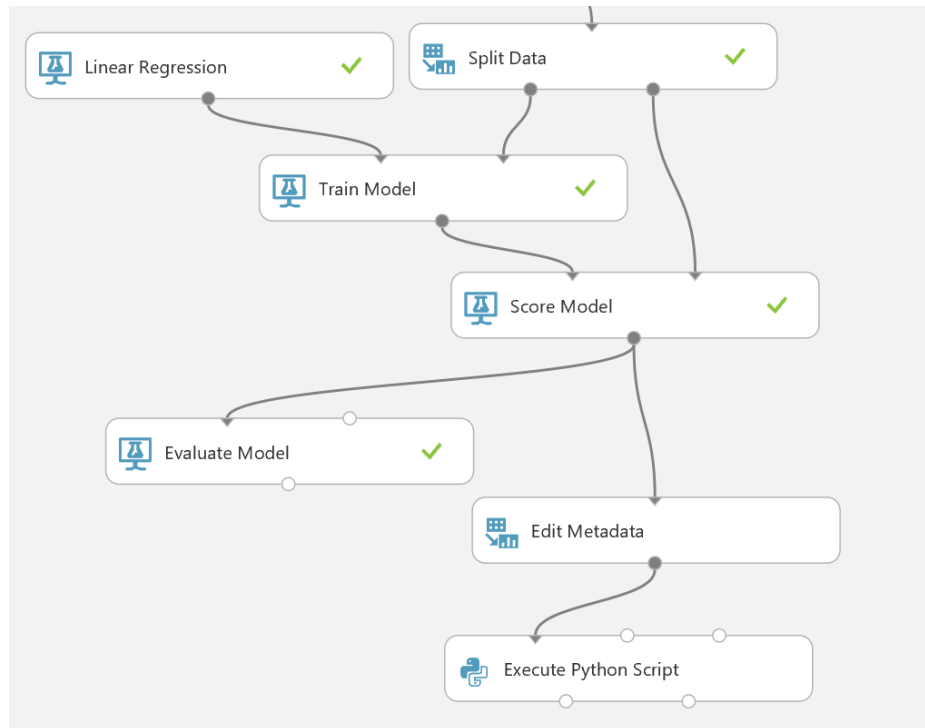 Linear Regression
Split Data
Train Model
Score Model
Evaluate Model
Edit Metadata
Execute Python Script